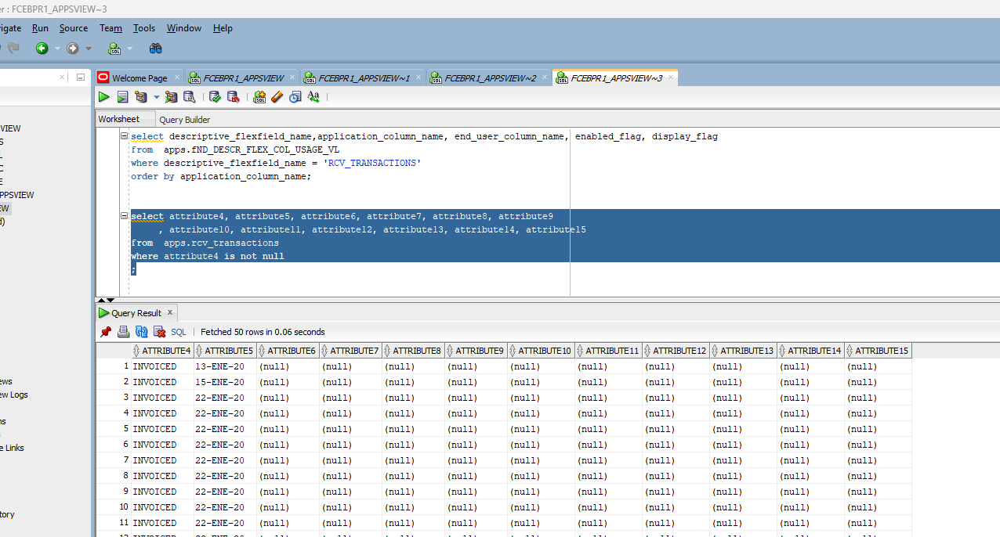 er : FCEBPR1_APPSVIEW~3
vigate Run Source Team Tools Window Help
Welcome Page FCEBPR1_APPSVIEW FCEBPR1_APPSVIEW~1 FCEBPR1_APPSVIEW~2 FCEBPR1_APPSVIEW~3
Worksheet Query Builder
VIEW
S
L
C
E
APPSVIEW
EW
d)
ews
ew Logs
ns
s
e Links
tory
select descriptive_flexfield_name,application_column_name, end_user_column_name, enabled_flag, display_flag
from apps.fND_DESCR_FLEX_COL_USAGE_VL
where descriptive_flexfield_name = 'RCV_TRANSACTIONS'
order by application_column_name;
select attribute4, attribute5, attribute6, attribute7, attribute8, attribute9
, attribute10, attribute11, attribute12, attribute13, attribute14, attribute15
from apps.rcv_transactions
where attribute4 is not null
;
Query Result x
SQL | Fetched 50 rows in 0.06 seconds
ATTRIBUTE4 ATTRIBUTE5 ATTRIBUTE6 ATTRIBUTE7 ATTRIBUTE8 ATTRIBUTE9 ATTRIBUTE10 ATTRIBUTE11 ATTRIBUTE12 ATTRIBUTE13 ATTRIBUTE14 ATTRIBUTE15
1 INVOICED 13-ENE-20 (null) (null) (null) (null) (null) (null) (null) (null) (null) (null)
2 INVOICED 15-ENE-20 (null) (null) (null) (null) (null) (null) (null) (null) (null) (null)
3 INVOICED 22-ENE-20 (null) (null) (null) (null) (null) (null) (null) (null) (null) (null)
4 INVOICED 22-ENE-20 (null) (null) (null) (null) (null) (null) (null) (null) (null) (null)
5 INVOICED 22-ENE-20 (null) (null) (null) (null) (null) (null) (null) (null) (null) (null)
6 INVOICED 22-ENE-20 (null) (null) (null) (null) (null) (null) (null) (null) (null) (null)
7 INVOICED 22-ENE-20 (null) (null) (null) (null) (null) (null) (null) (null) (null) (null)
8 INVOICED 22-ENE-20 (null) (null) (null) (null) (null) (null) (null) (null) (null) (null)
9 INVOICED 22-ENE-20 (null) (null) (null) (null) (null) (null) (null) (null) (null) (null)
10 INVOICED 22-ENE-20 (null) (null) (null) (null) (null) (null) (null) (null) (null) (null)
11 INVOICED 22-ENE-20 (null) (null) (null) (null) (null) (null) (null) (null) (null) (null)